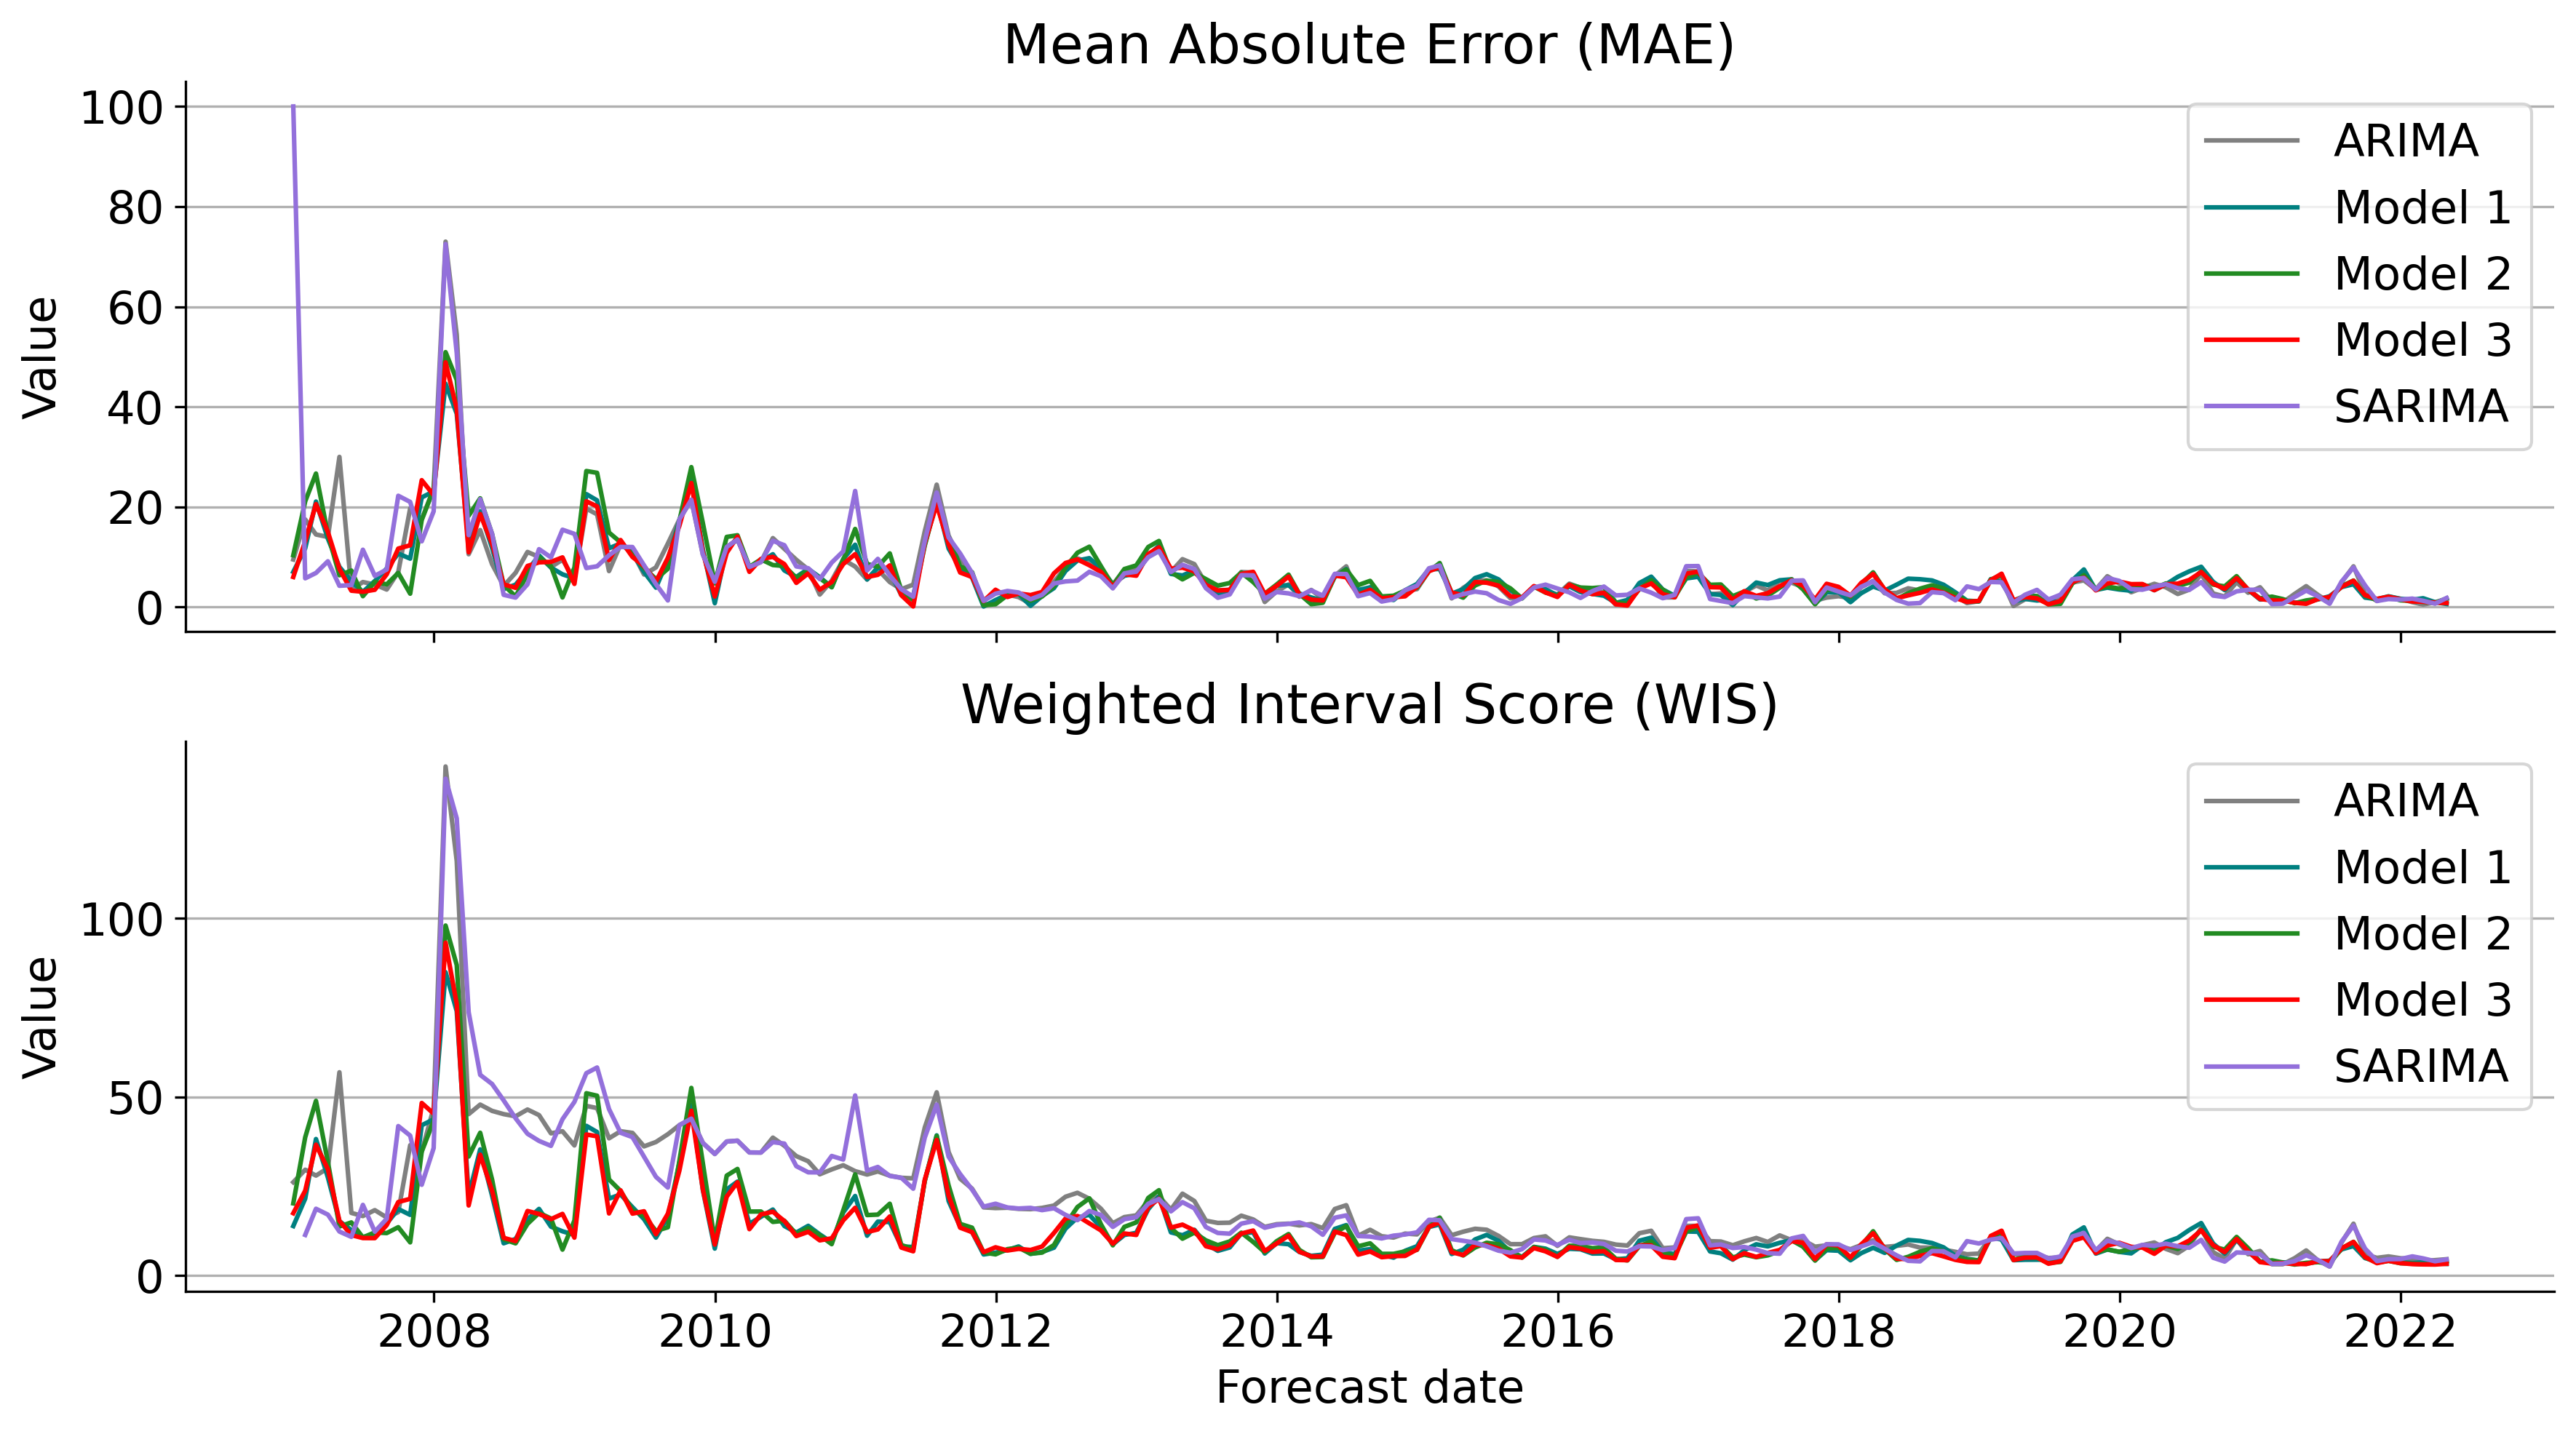 Mean Absolute Error (MAE)
100
80
60
40
20
0
Value
ARIMA
Model 1
Model 2
Model 3
SARIMA
Weighted Interval Score (WIS)
100
50
0
Value
ARIMA
Model 1
Model 2
Model 3
SARIMA
2008 2010 2012 2014 2016 2018 2020 2022
Forecast date